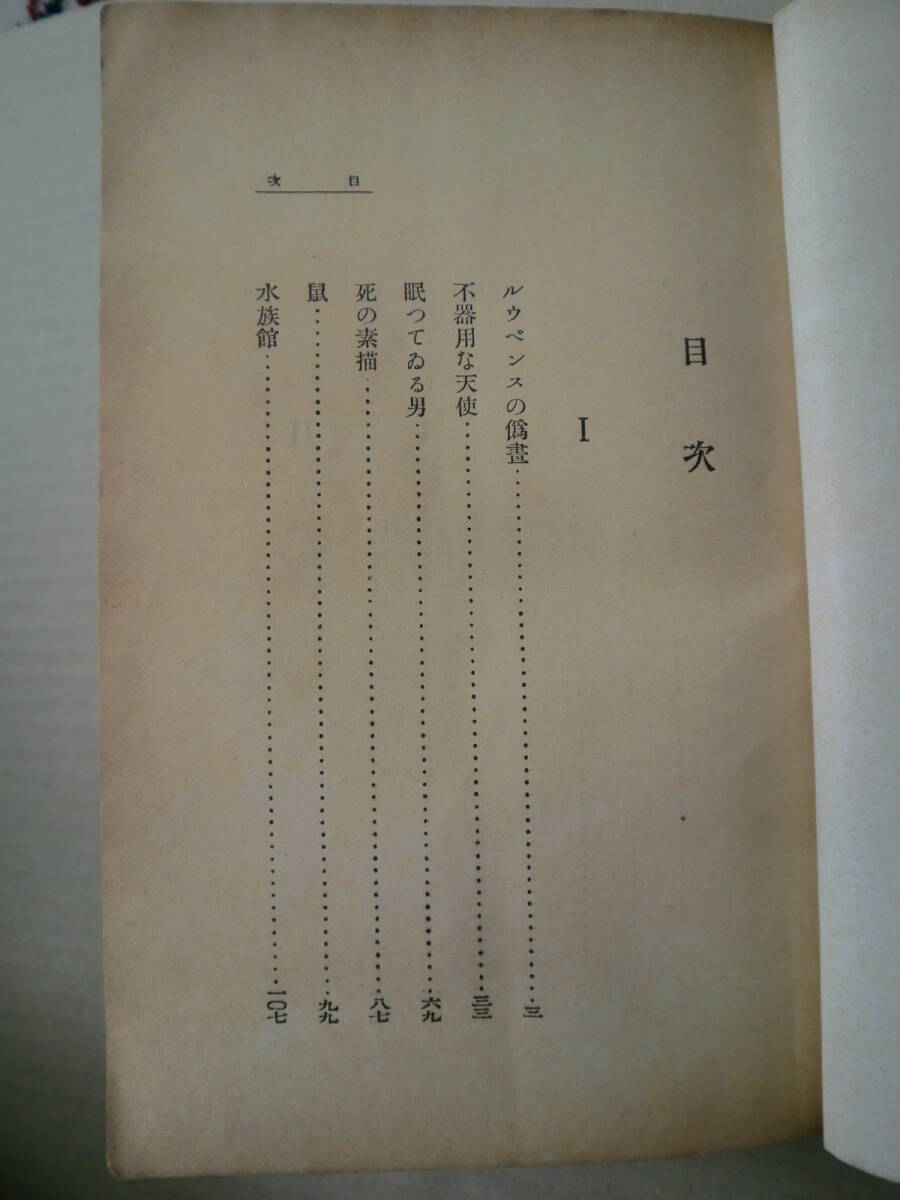 目次
目次
I
ルウベンスの僞畫……三
不器用な天使……三三
眠つてゐる男……六九
死の素描……八七
鼠……九九
水族館……一〇七